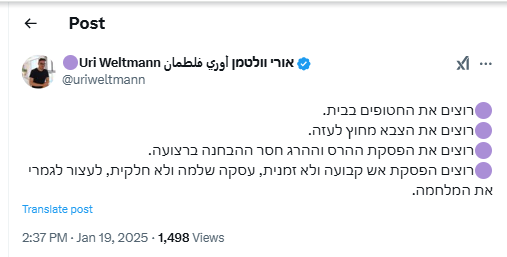 Post
Uri Weltmann أوري فلطمان אורי וולטמן
@uriweltmann
רוצים את החטופים בבית.
רוצים את הצבא מחוץ לעזה.
רוצים את הפסקת ההרס וההרג חסר ההבחנה ברצועה.
רוצים הפסקת אש קבועה ולא זמנית, עסקה שלמה ולא חלקית, לעצור לגמרי
את המלחמה.
Translate post
2:37 PM · Jan 19, 2025 · 1,498 Views